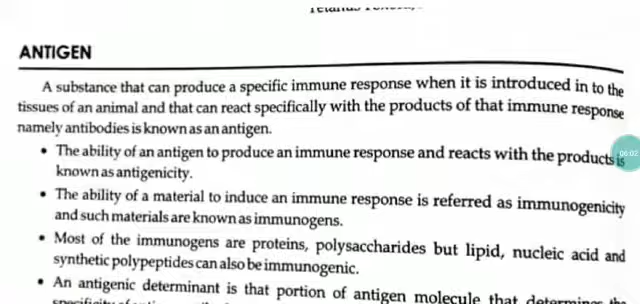 ANTIGEN
A substance that can produce a specific immune response when it is introduced in to the
tissues of an animal and that can react specifically with the products of that immune response
namely antibodies is known as an antigen.
• The ability of an antigen to produce an immune response and reacts with the products is
known as antigenicity.
• The ability of a material to induce an immune response is referred as immunogenicity
and such materials are known as immunogens.
• Most of the immunogens are proteins, polysaccharides but lipid, nucleic acid and
synthetic polypeptides can also be immunogenic.
• An antigenic determinant is that portion of antigen molecule that determines the